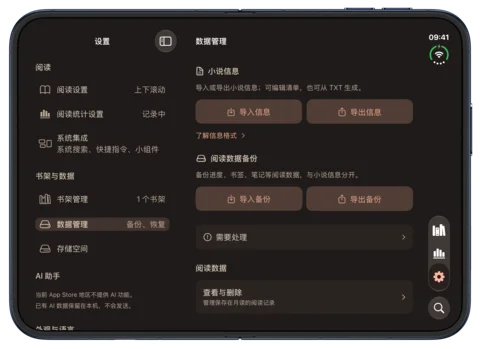 设置
阅读
阅读设置
上下滚动
阅读统计设置
记录中
系统集成
系统搜索、快捷指令、小组件
书架与数据
书架管理
1 个书架
数据管理
备份、恢复
存储空间
AI 助手
当前 App Store 地区不提供 AI 功能。
已有 AI 数据保留在本机，不会发送。
数据管理
09:41
小说信息
导入或导出小说信息；可编辑清单，也可从 TXT 生成。
导入信息
导出信息
了解信息格式
阅读数据备份
备份进度、书签、笔记等阅读数据，与小说信息分开。
导入备份
导出备份
需要处理
阅读数据
查看与删除
管理保存在月读的阅读记录